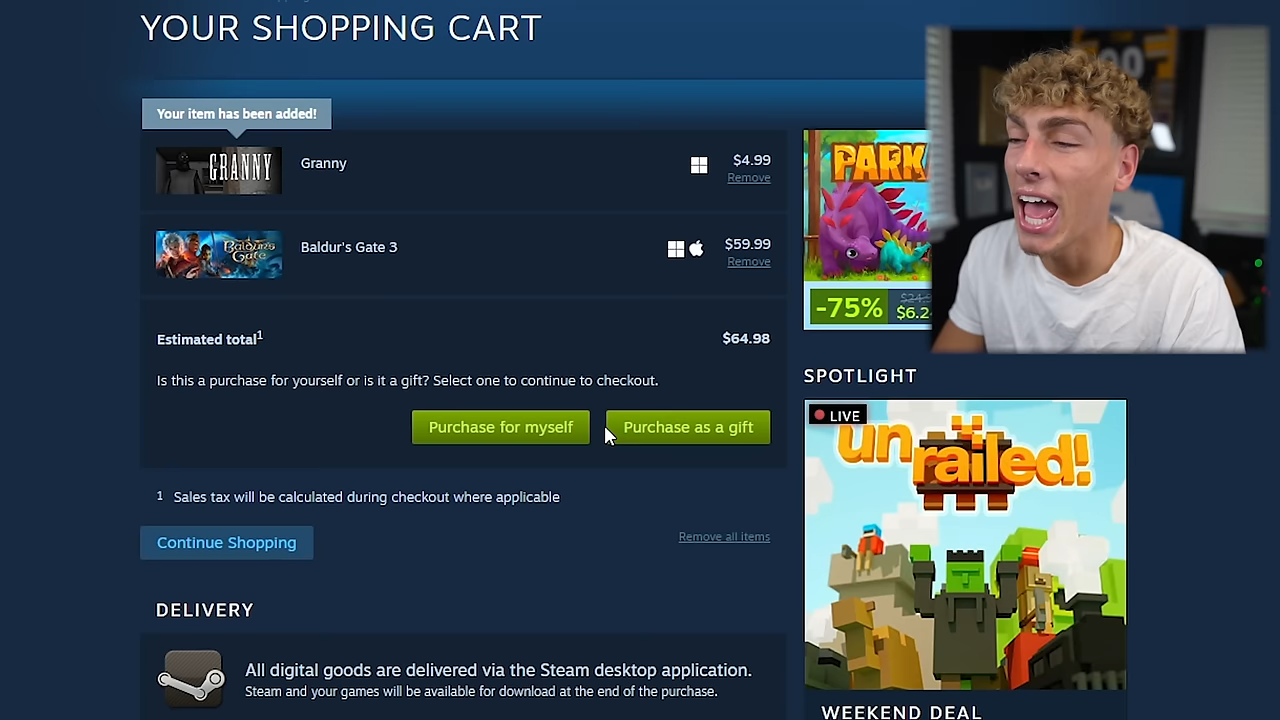 YOUR SHOPPING CART
Your item has been added!
GRANNY
Granny
$4.99
Remove
Baldur's Gate
Baldur's Gate 3
$59.99
Remove
Estimated total1
$64.98
Is this a purchase for yourself or is it a gift? Select one to continue to checkout.
Purchase for myself
Purchase as a gift
1 Sales tax will be calculated during checkout where applicable
Continue Shopping
Remove all items
DELIVERY
All digital goods are delivered via the Steam desktop application.
Steam and your games will be available for download at the end of the purchase.
PARK
-75%
$6.2
SPOTLIGHT
LIVE
unrailed!
WEEKEND DEAL